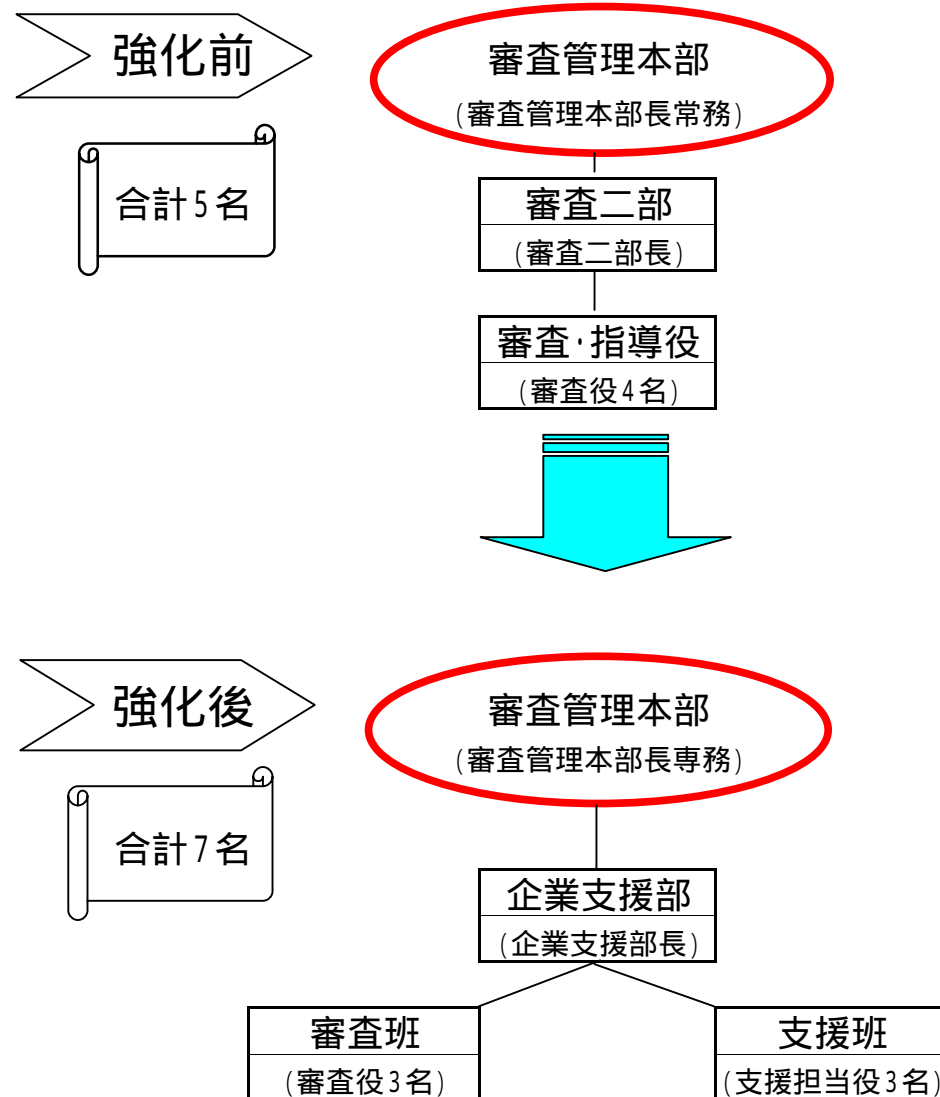 強化前
審査管理本部
(審査管理本部長常務)
合計5名
審査二部
(審査二部長)
審査・指導役
(審査役4名)
強化後
審査管理本部
(審査管理本部長専務)
合計7名
企業支援部
(企業支援部長)
審査班
(審査役3名)
支援班
(支援担当役3名)